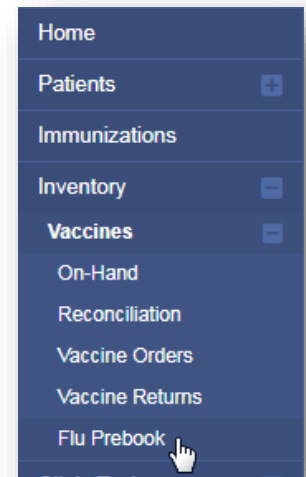 Home
Patients
Immunizations
Inventory
Vaccines
On-Hand
Reconciliation
Vaccine Orders
Vaccine Returns
Flu Prebook